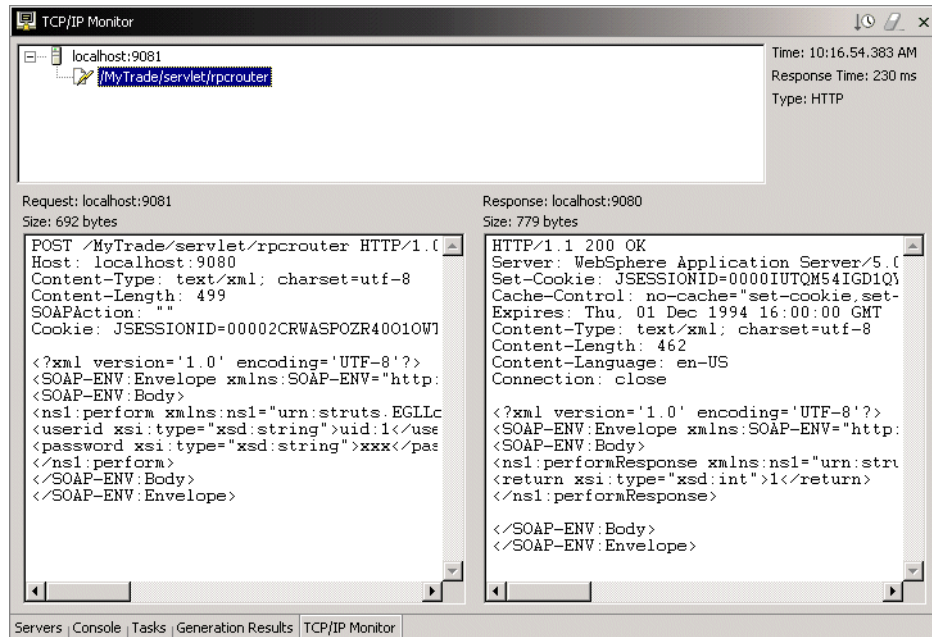 TCP/IP Monitor
localhost:9081
/MyTrade/servlet/rpcrouter
Time: 10:16.54.383 AM
Response Time: 230 ms
Type: HTTP
Request: localhost:9081
Size: 692 bytes
POST /MyTrade/servlet/rpcrouter HTTP/1.0
Host: localhost:9080
Content-Type: text/xml; charset=utf-8
Content-Length: 499
SOAPAction: ""
Cookie: JSESSIONID=00002CRWASPOZR40O1OWT
<?xml version='1.0' encoding='UTF-8'?>
<SOAP-ENV:Envelope xmlns:SOAP-ENV="http:
<SOAP-ENV:Body>
<ns1:perform xmlns:ns1="urn:struts.EGLLo
<userid xsi:type="xsd:string">uid:1</use
<password xsi:type="xsd:string">xxx</pas
</ns1:perform>
</SOAP-ENV:Body>
</SOAP-ENV:Envelope>
Response: localhost:9080
Size: 779 bytes
HTTP/1.1 200 OK
Server: WebSphere Application Server/5.0
Set-Cookie: JSESSIONID=0000IUTQM54IGD1QY
Cache-Control: no-cache="set-cookie,set-
Expires: Thu, 01 Dec 1994 16:00:00 GMT
Content-Type: text/xml; charset=utf-8
Content-Length: 462
Content-Language: en-US
Connection: close
<?xml version='1.0' encoding='UTF-8'?>
<SOAP-ENV:Envelope xmlns:SOAP-ENV="http:
<SOAP-ENV:Body>
<ns1:performResponse xmlns:ns1="urn:stru
<return xsi:type="xsd:int">1</return>
</ns1:performResponse>
</SOAP-ENV:Body>
</SOAP-ENV:Envelope>
Servers Console Tasks Generation Results TCP/IP Monitor